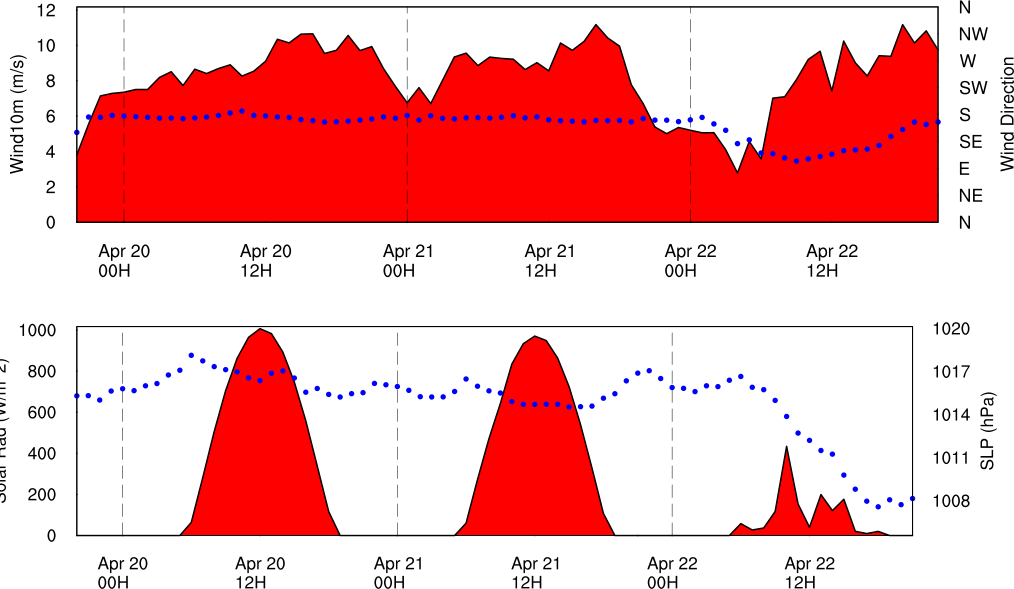 12
10
8
6
4
2
0
Wind10m (m/s)
N
NW
W
SW
S
SE
E
NE
N
Wind Direction
Apr 20
00H
Apr 20
12H
Apr 21
00H
Apr 21
12H
Apr 22
00H
Apr 22
12H
1000
800
600
400
200
0
Solar Rad (W/m^2)
1020
1017
1014
1011
1008
SLP (hPa)
Apr 20
00H
Apr 20
12H
Apr 21
00H
Apr 21
12H
Apr 22
00H
Apr 22
12H